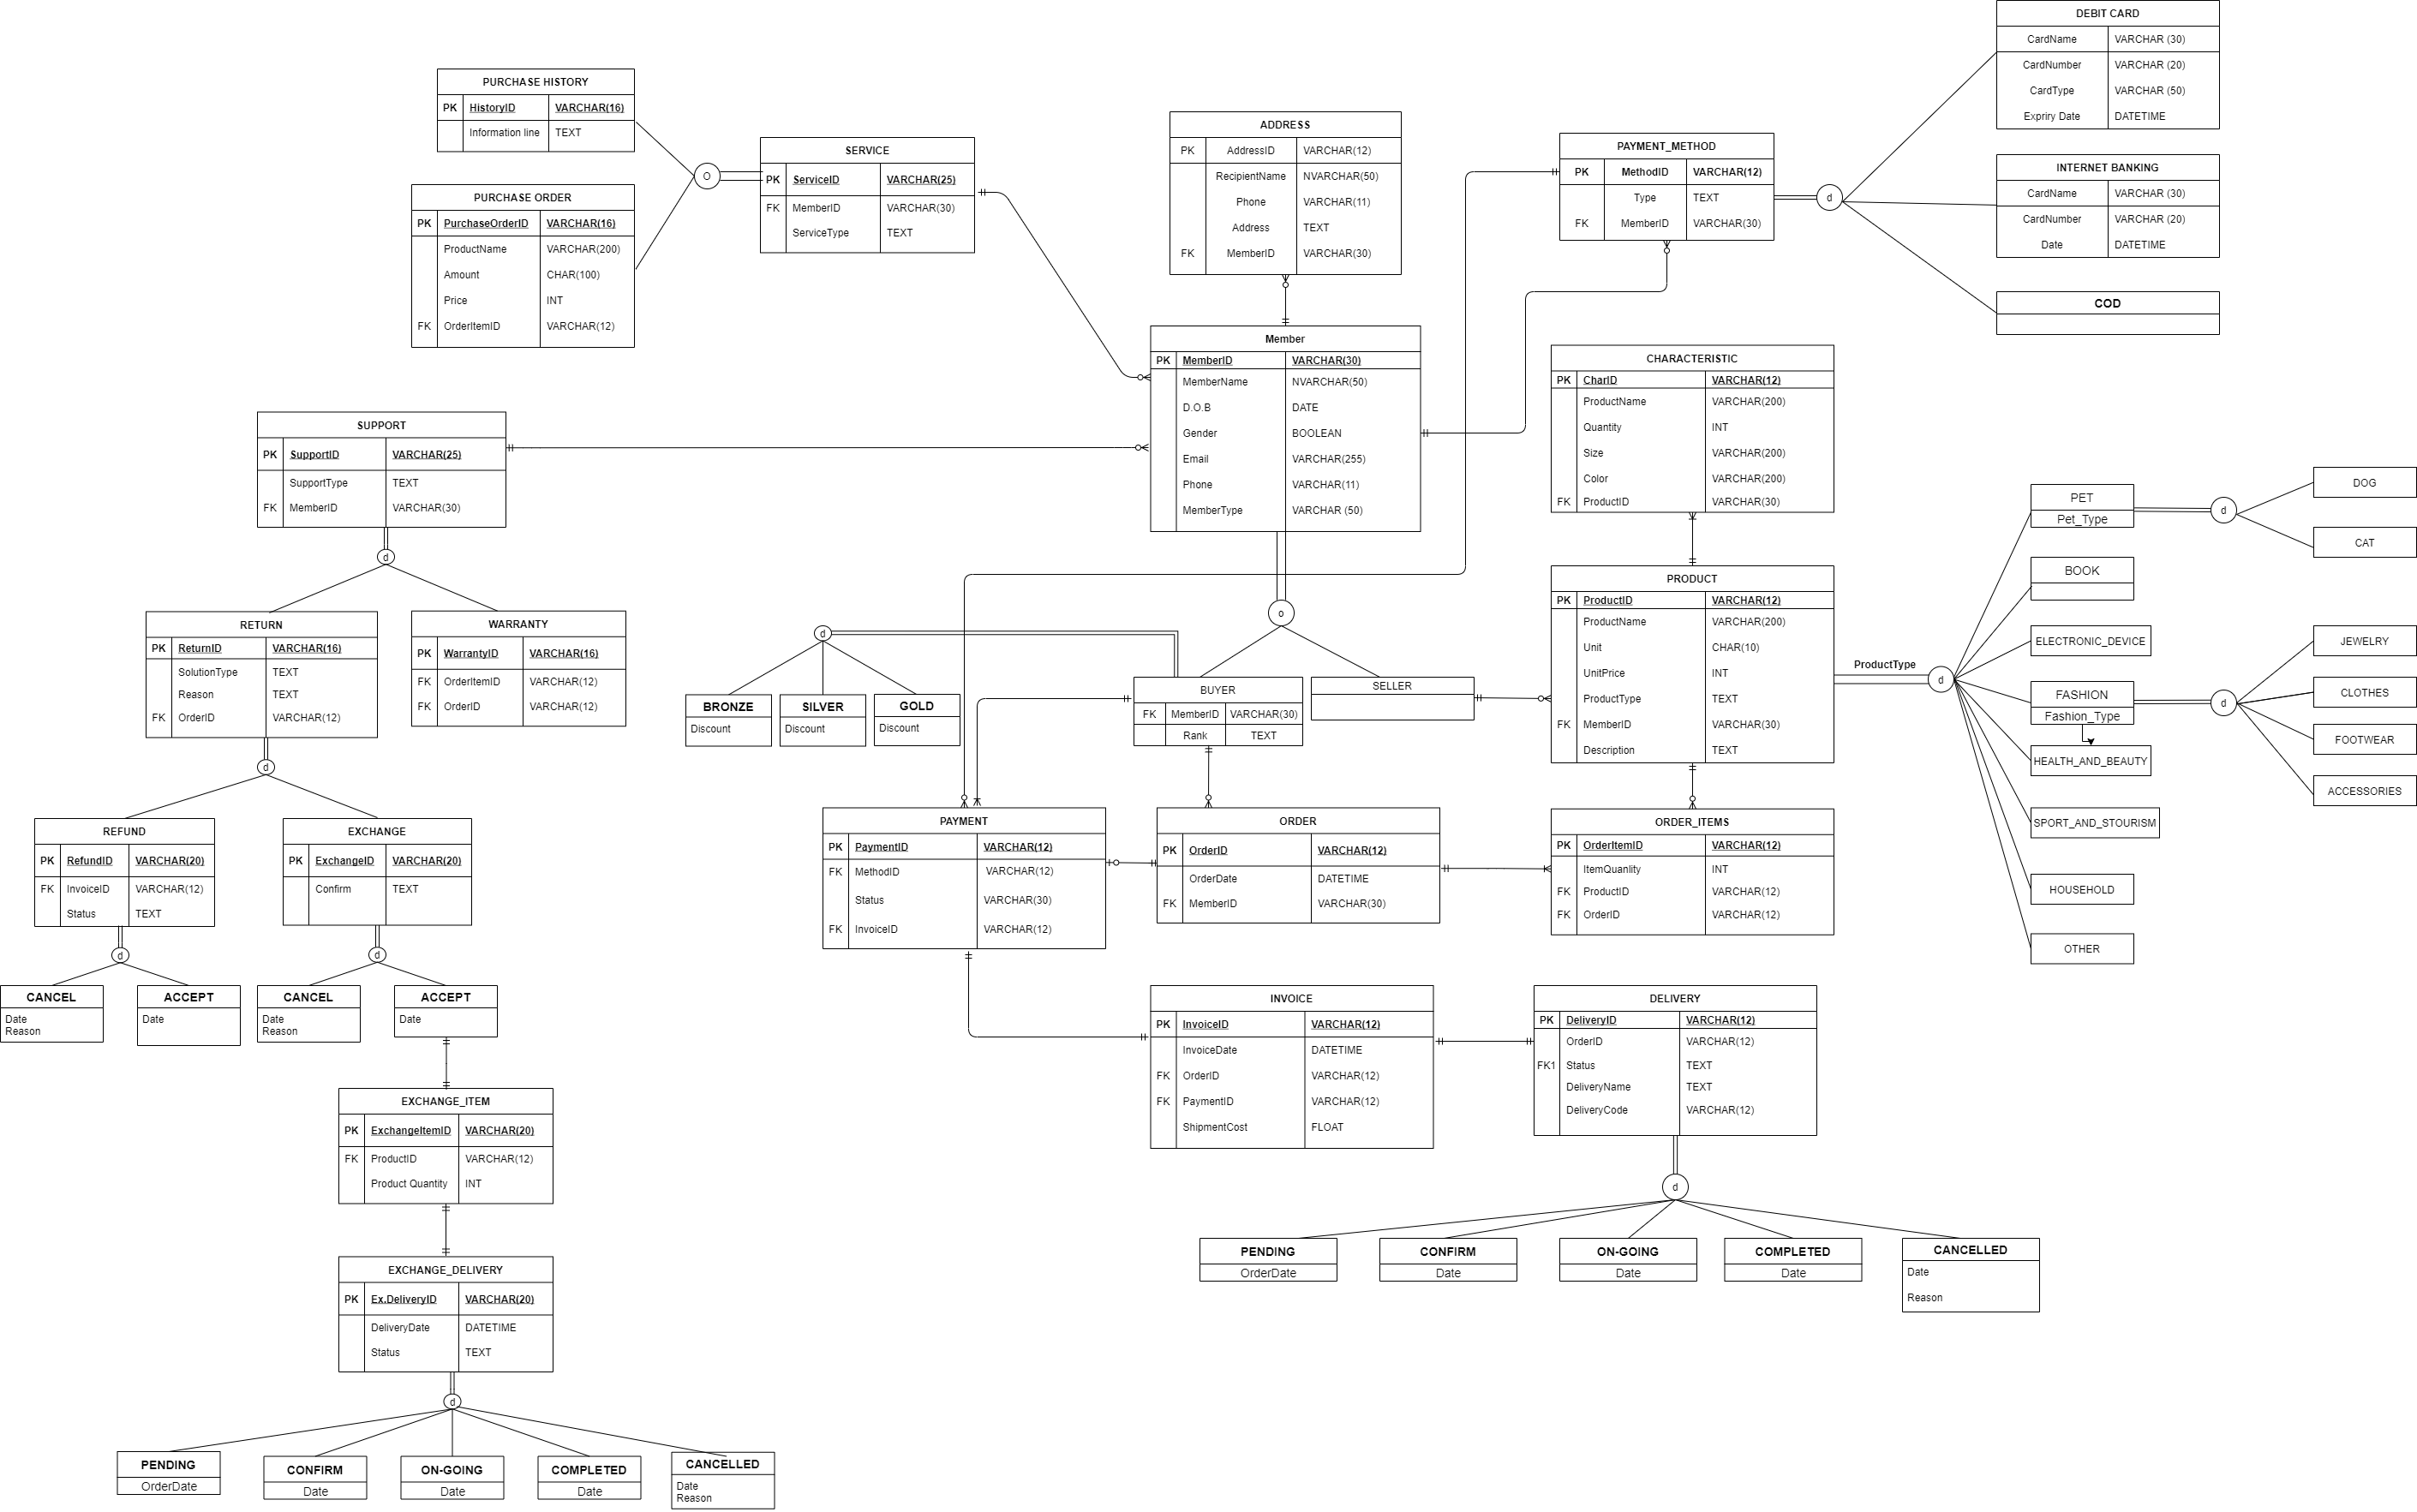 DEBIT CARD
CardName VARCHAR (30)
CardNumber VARCHAR (20)
CardType VARCHAR (50)
Expriry Date DATETIME
PURCHASE HISTORY
PK HistoryID VARCHAR(16)
Information line TEXT
PURCHASE ORDER
PK PurchaseOrderID VARCHAR(16)
ProductName VARCHAR(200)
Amount CHAR(100)
Price INT
FK OrderItemID VARCHAR(12)
O
SERVICE
PK ServiceID VARCHAR(25)
FK MemberID VARCHAR(30)
ServiceType TEXT
ADDRESS
PK AddressID VARCHAR(12)
RecipientName NVARCHAR(50)
Phone VARCHAR(11)
Address TEXT
FK MemberID VARCHAR(30)
PAYMENT_METHOD
PK MethodID VARCHAR(12)
Type TEXT
FK MemberID VARCHAR(30)
d
INTERNET BANKING
CardName VARCHAR (30)
CardNumber VARCHAR (20)
Date DATETIME
COD
Member
PK MemberID VARCHAR(30)
MemberName NVARCHAR(50)
D.O.B DATE
Gender BOOLEAN
Email VARCHAR(255)
Phone VARCHAR(11)
MemberType VARCHAR (50)
CHARACTERISTIC
PK CharID VARCHAR(12)
ProductName VARCHAR(200)
Quantity INT
Size VARCHAR(200)
Color VARCHAR(200)
FK ProductID VARCHAR(30)
SUPPORT
PK SupportID VARCHAR(25)
SupportType TEXT
FK MemberID VARCHAR(30)
d
RETURN
PK ReturnID VARCHAR(16)
SolutionType TEXT
Reason TEXT
FK OrderID VARCHAR(12)
WARRANTY
PK WarrantyID VARCHAR(16)
FK OrderItemID VARCHAR(12)
FK OrderID VARCHAR(12)
d
o
d
BRONZE
Discount
SILVER
Discount
GOLD
Discount
BUYER
FK MemberID VARCHAR(30)
Rank TEXT
SELLER
PRODUCT
PK ProductID VARCHAR(12)
ProductName VARCHAR(200)
Unit CHAR(10)
UnitPrice INT
ProductType TEXT
FK MemberID VARCHAR(30)
Description TEXT
ProductType
d
PET
Pet_Type
d
DOG
CAT
BOOK
ELECTRONIC_DEVICE
FASHION
Fashion_Type
d
JEWELRY
CLOTHES
FOOTWEAR
ACCESSORIES
HEALTH_AND_BEAUTY
SPORT_AND_STOURISM
HOUSEHOLD
OTHER
REFUND
PK RefundID VARCHAR(20)
FK InvoiceID VARCHAR(12)
Status TEXT
EXCHANGE
PK ExchangeID VARCHAR(20)
Confirm TEXT
PAYMENT
PK PaymentID VARCHAR(12)
FK MethodID VARCHAR(12)
Status VARCHAR(30)
FK InvoiceID VARCHAR(12)
ORDER
PK OrderID VARCHAR(12)
OrderDate DATETIME
FK MemberID VARCHAR(30)
ORDER_ITEMS
PK OrderItemID VARCHAR(12)
ItemQuanlity INT
FK ProductID VARCHAR(12)
FK OrderID VARCHAR(12)
d
d
CANCEL
Date
Reason
ACCEPT
Date
CANCEL
Date
Reason
ACCEPT
Date
INVOICE
PK InvoiceID VARCHAR(12)
InvoiceDate DATETIME
FK OrderID VARCHAR(12)
FK PaymentID VARCHAR(12)
ShipmentCost FLOAT
DELIVERY
PK DeliveryID VARCHAR(12)
OrderID VARCHAR(12)
FK1 Status TEXT
DeliveryName TEXT
DeliveryCode VARCHAR(12)
d
PENDING
OrderDate
CONFIRM
Date
ON-GOING
Date
COMPLETED
Date
CANCELLED
Date
Reason
EXCHANGE_ITEM
PK ExchangeItemID VARCHAR(20)
FK ProductID VARCHAR(12)
Product Quantity INT
EXCHANGE_DELIVERY
PK Ex.DeliveryID VARCHAR(20)
DeliveryDate DATETIME
Status TEXT
d
PENDING
OrderDate
CONFIRM
Date
ON-GOING
Date
COMPLETED
Date
CANCELLED
Date
Reason